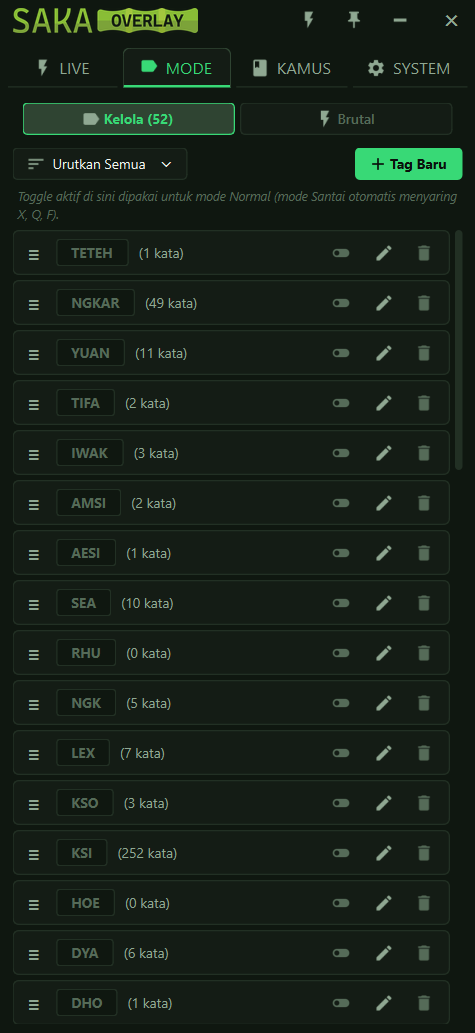 SAKA OVERLAY
LIVE MODE KAMUS SYSTEM
Kelola (52) Brutal
Urutkan Semua + Tag Baru
Toggle aktif di sini dipakai untuk mode Normal (mode Santai otomatis menyaring
X, Q, F).
TETEH (1 kata)
NGKAR (49 kata)
YUAN (11 kata)
TIFA (2 kata)
IWAK (3 kata)
AMSI (2 kata)
AESI (1 kata)
SEA (10 kata)
RHU (0 kata)
NGK (5 kata)
LEX (7 kata)
KSO (3 kata)
KSI (252 kata)
HOE (0 kata)
DYA (6 kata)
DHO (1 kata)